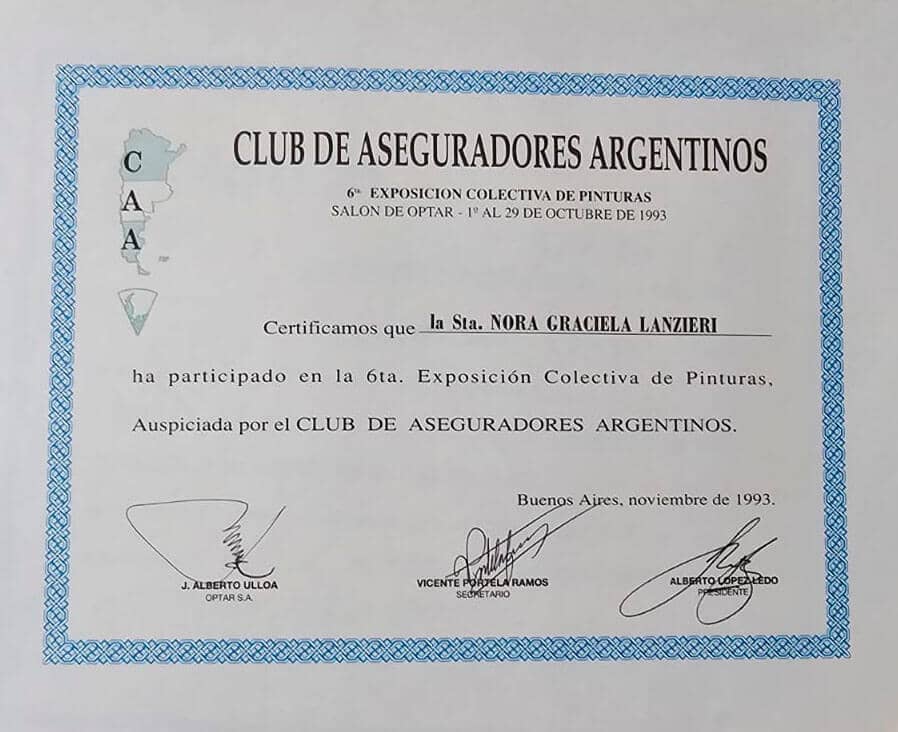 CLUB DE ASEGURADORES ARGENTINOS
6ta EXPOSICION COLECTIVA DE PINTURAS
SALON DE OPTAR - 1º AL 29 DE OCTUBRE DE 1993
C
A
A
Certificamos que la Sta. NORA GRACIELA LANZIERI
ha participado en la 6ta. Exposición Colectiva de Pinturas,
Auspiciada por el CLUB DE ASEGURADORES ARGENTINOS.
Buenos Aires, noviembre de 1993.
J. ALBERTO ULLOA
OPTAR S.A.
VICENTE PORTELA RAMOS
SECRETARIO
ALBERTO LOPEZ LEDO
PRESIDENTE